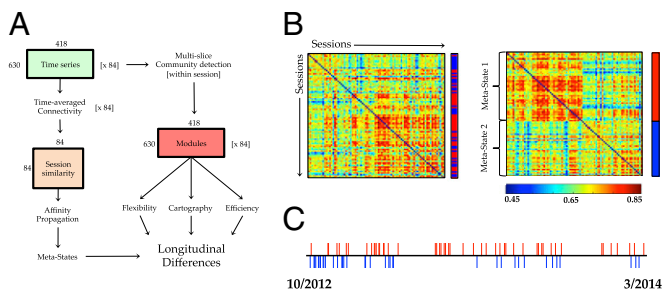 A
418
630
Time series
[x 84]
Multi-slice
Community detection
[within session]
Time-averaged
Connectivity
[x 84]
84
84
Session
similarity
418
630
Modules
[x 84]
Affinity
Propagation
Flexibility
Cartography
Efficiency
Meta-States
Longitudinal
Differences
B
Sessions
Sessions
Meta-State 1
Meta-State 2
0.45
0.65
0.85
C
10/2012
3/2014